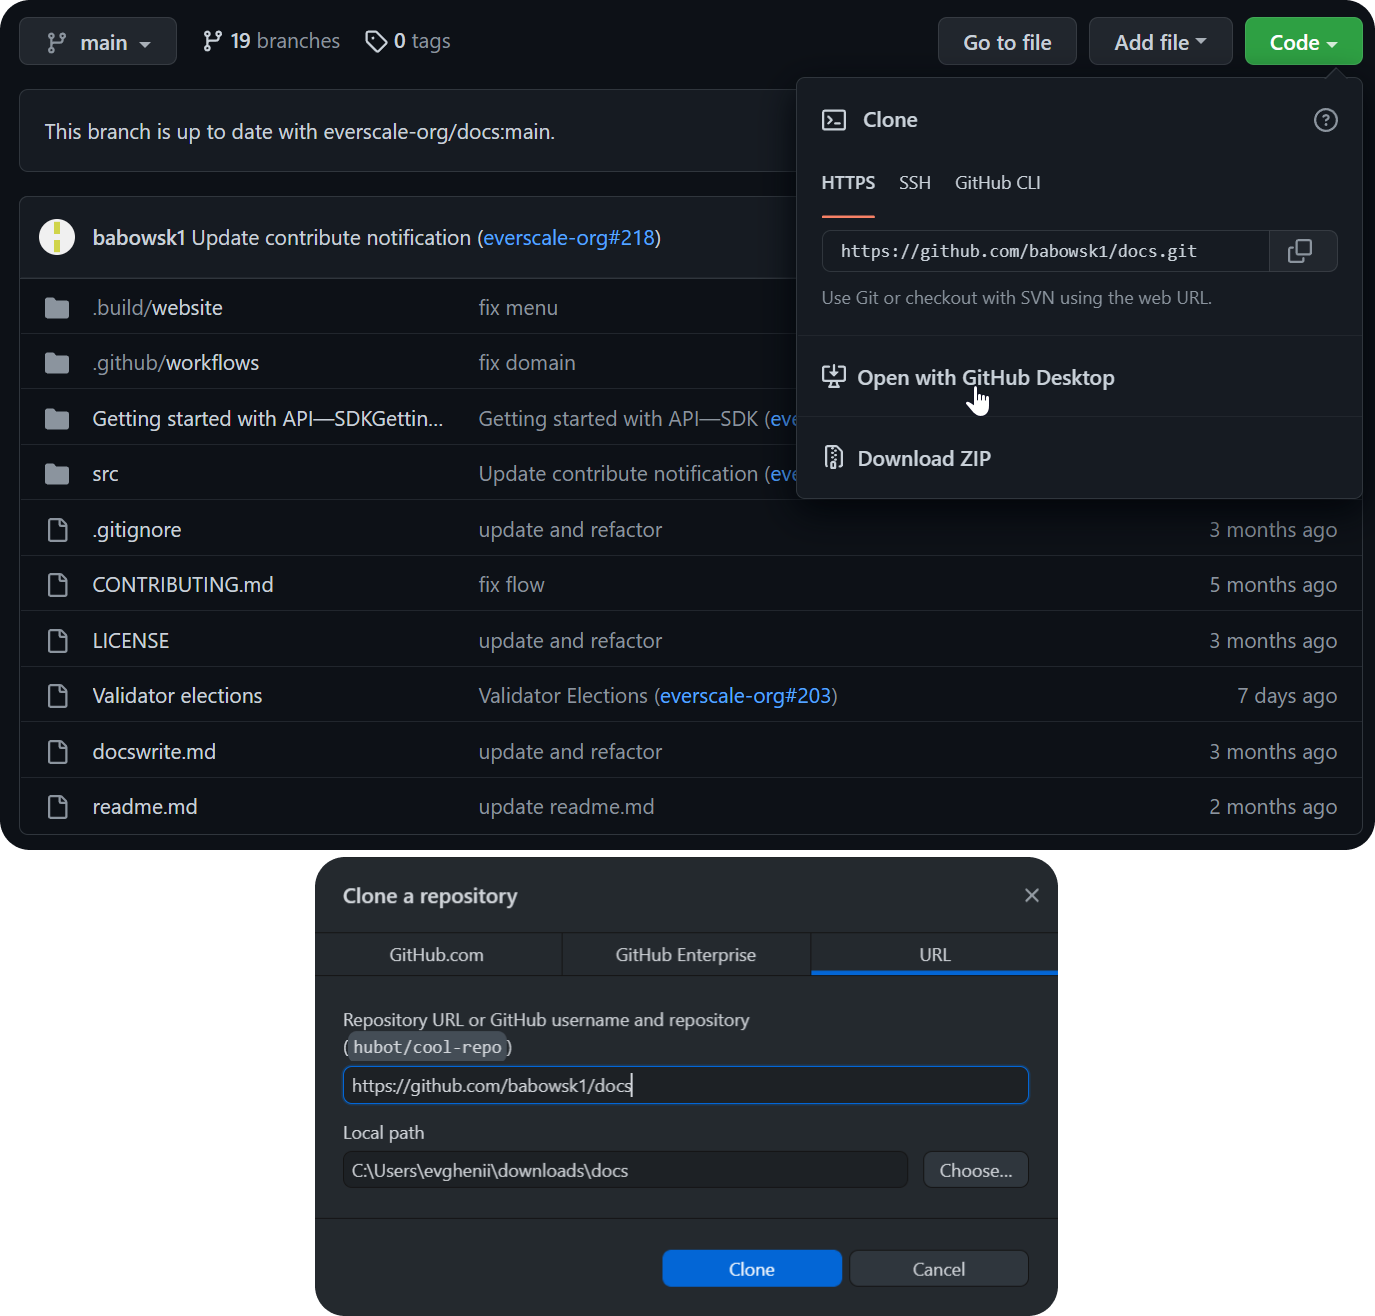 main
19 branches
0 tags
Go to file
Add file
Code
This branch is up to date with everscale-org/docs:main.
Clone
HTTPS
SSH
GitHub CLI
https://github.com/babowsk1/docs.git
Use Git or checkout with SVN using the web URL.
Open with GitHub Desktop
Download ZIP
babowsk1 Update contribute notification (everscale-org#218)
.build/website fix menu
.github/workflows fix domain
Getting started with API—SDKGettin... Getting started with API—SDK (eve
src Update contribute notification (eve
.gitignore update and refactor 3 months ago
CONTRIBUTING.md fix flow 5 months ago
LICENSE update and refactor 3 months ago
Validator elections Validator Elections (everscale-org#203) 7 days ago
docswrite.md update and refactor 3 months ago
readme.md update readme.md 2 months ago
Clone a repository
GitHub.com
GitHub Enterprise
URL
Repository URL or GitHub username and repository
(hubot/cool-repo)
https://github.com/babowsk1/docs
Local path
C:\Users\evghenii\downloads\docs
Choose...
Clone
Cancel